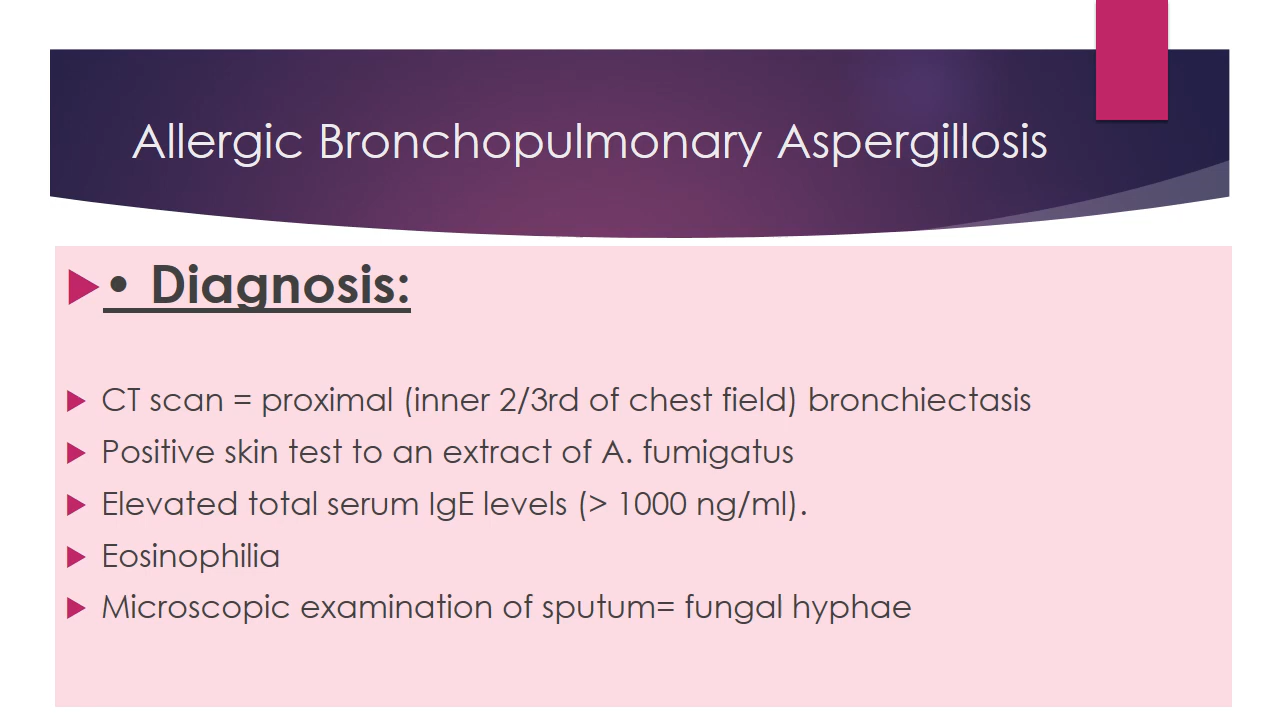 Allergic Bronchopulmonary Aspergillosis
• Diagnosis:
CT scan = proximal (inner 2/3rd of chest field) bronchiectasis
Positive skin test to an extract of A. fumigatus
Elevated total serum IgE levels (> 1000 ng/ml).
Eosinophilia
Microscopic examination of sputum= fungal hyphae